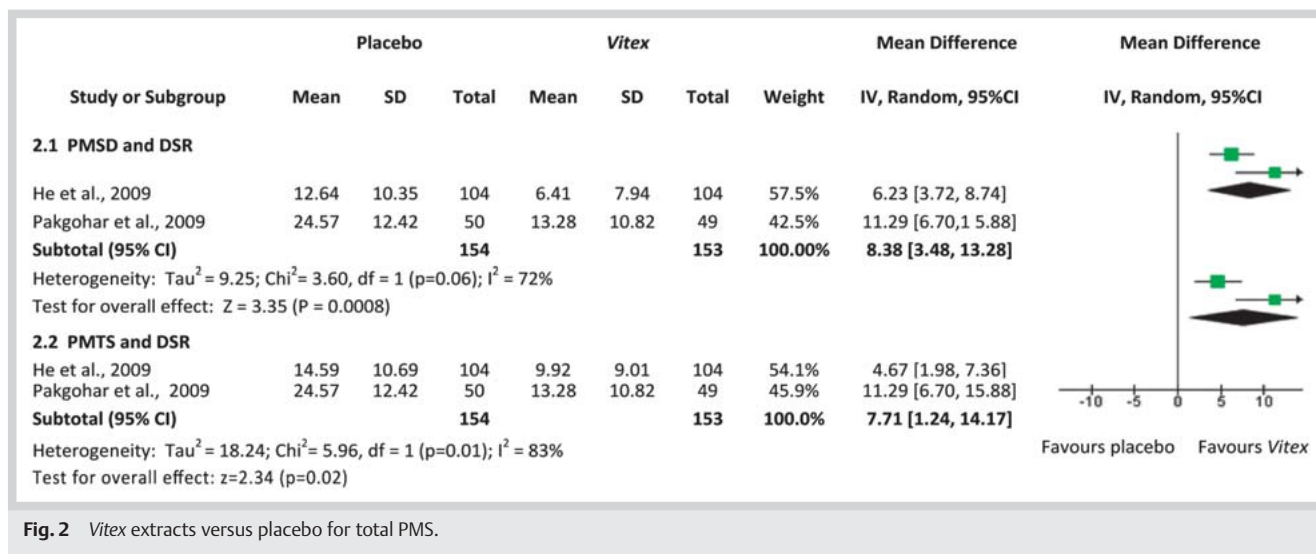 Placebo Vitex Mean Difference Mean Difference
Study or Subgroup Mean SD Total Mean SD Total Weight IV, Random, 95%CI IV, Random, 95%CI
2.1 PMSD and DSR
He et al., 2009 12.64 10.35 104 6.41 7.94 104 57.5% 6.23 [3.72, 8.74]
Pakgohar et al., 2009 24.57 12.42 50 13.28 10.82 49 42.5% 11.29 [6.70,1 5.88]
Subtotal (95% CI) 154 153 100.00% 8.38 [3.48, 13.28]
Heterogeneity: Tau² = 9.25; Chi²= 3.60, df = 1 (p=0.06); I² = 72%
Test for overall effect: Z = 3.35 (P = 0.0008)
2.2 PMTS and DSR
He et al., 2009 14.59 10.69 104 9.92 9.01 104 54.1% 4.67 [1.98, 7.36]
Pakgohar et al., 2009 24.57 12.42 50 13.28 10.82 49 45.9% 11.29 [6.70, 15.88]
Subtotal (95% CI) 154 153 100.0% 7.71 [1.24, 14.17]
Heterogeneity: Tau² = 18.24; Chi²= 5.96, df = 1 (p=0.01); I² = 83%
Test for overall effect: z=2.34 (p=0.02)
-10 -5 0 5 10
Favours placebo Favours Vitex
Fig. 2 Vitex extracts versus placebo for total PMS.